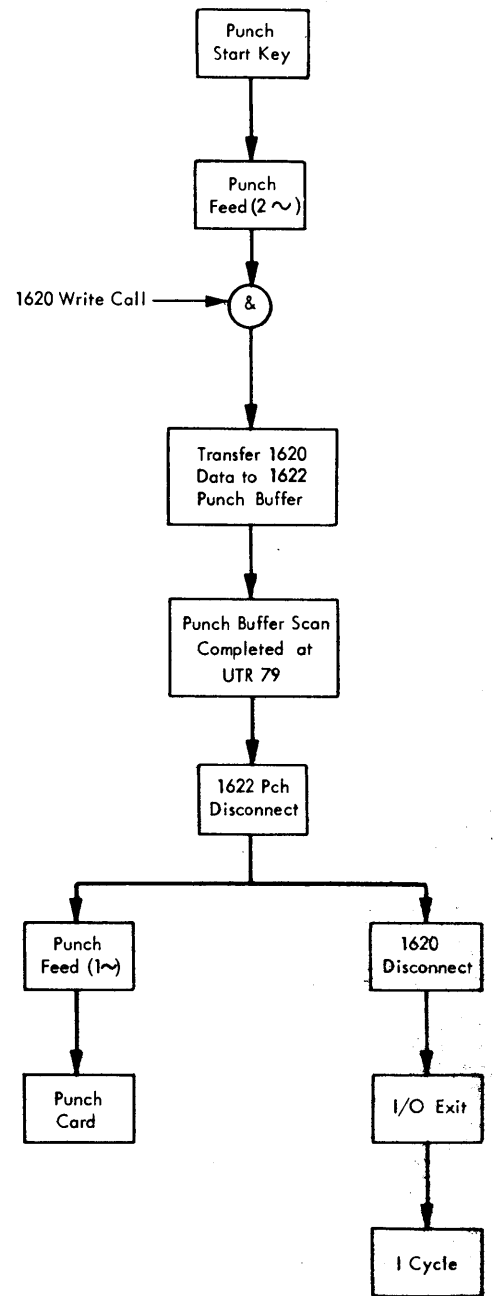 Punch
Start Key
Punch
Feed (2 ~)
1620 Write Call
&
Transfer 1620
Data to 1622
Punch Buffer
Punch Buffer Scan
Completed at
UTR 79
1622 Pch
Disconnect
Punch
Feed (1~)
1620
Disconnect
Punch
Card
I/O Exit
I Cycle